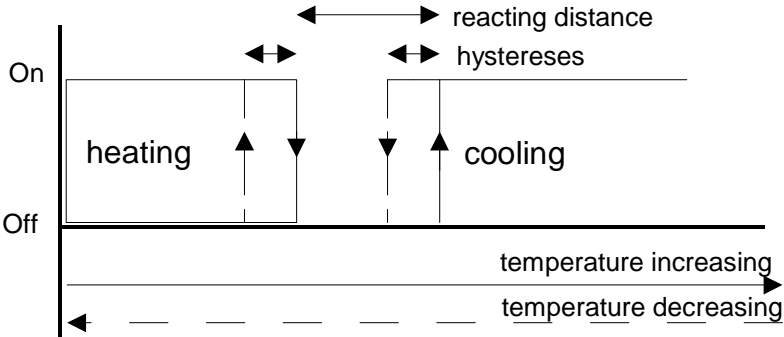 reacting distance
hystereses
On
heating
cooling
Off
temperature increasing
temperature decreasing